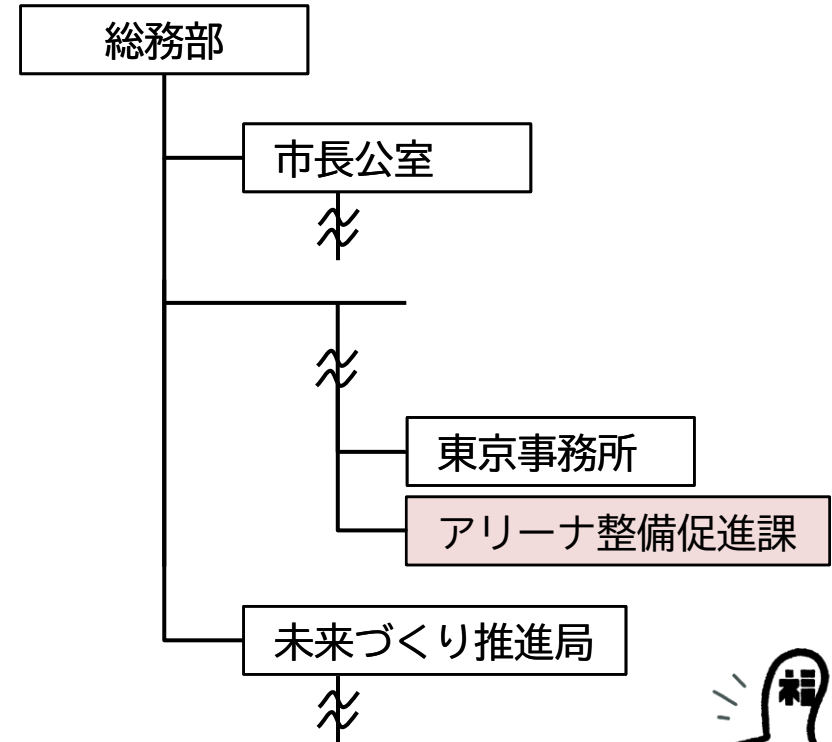 総務部
市長公室
東京事務所
アリーナ整備促進課
未来づくり推進局
福